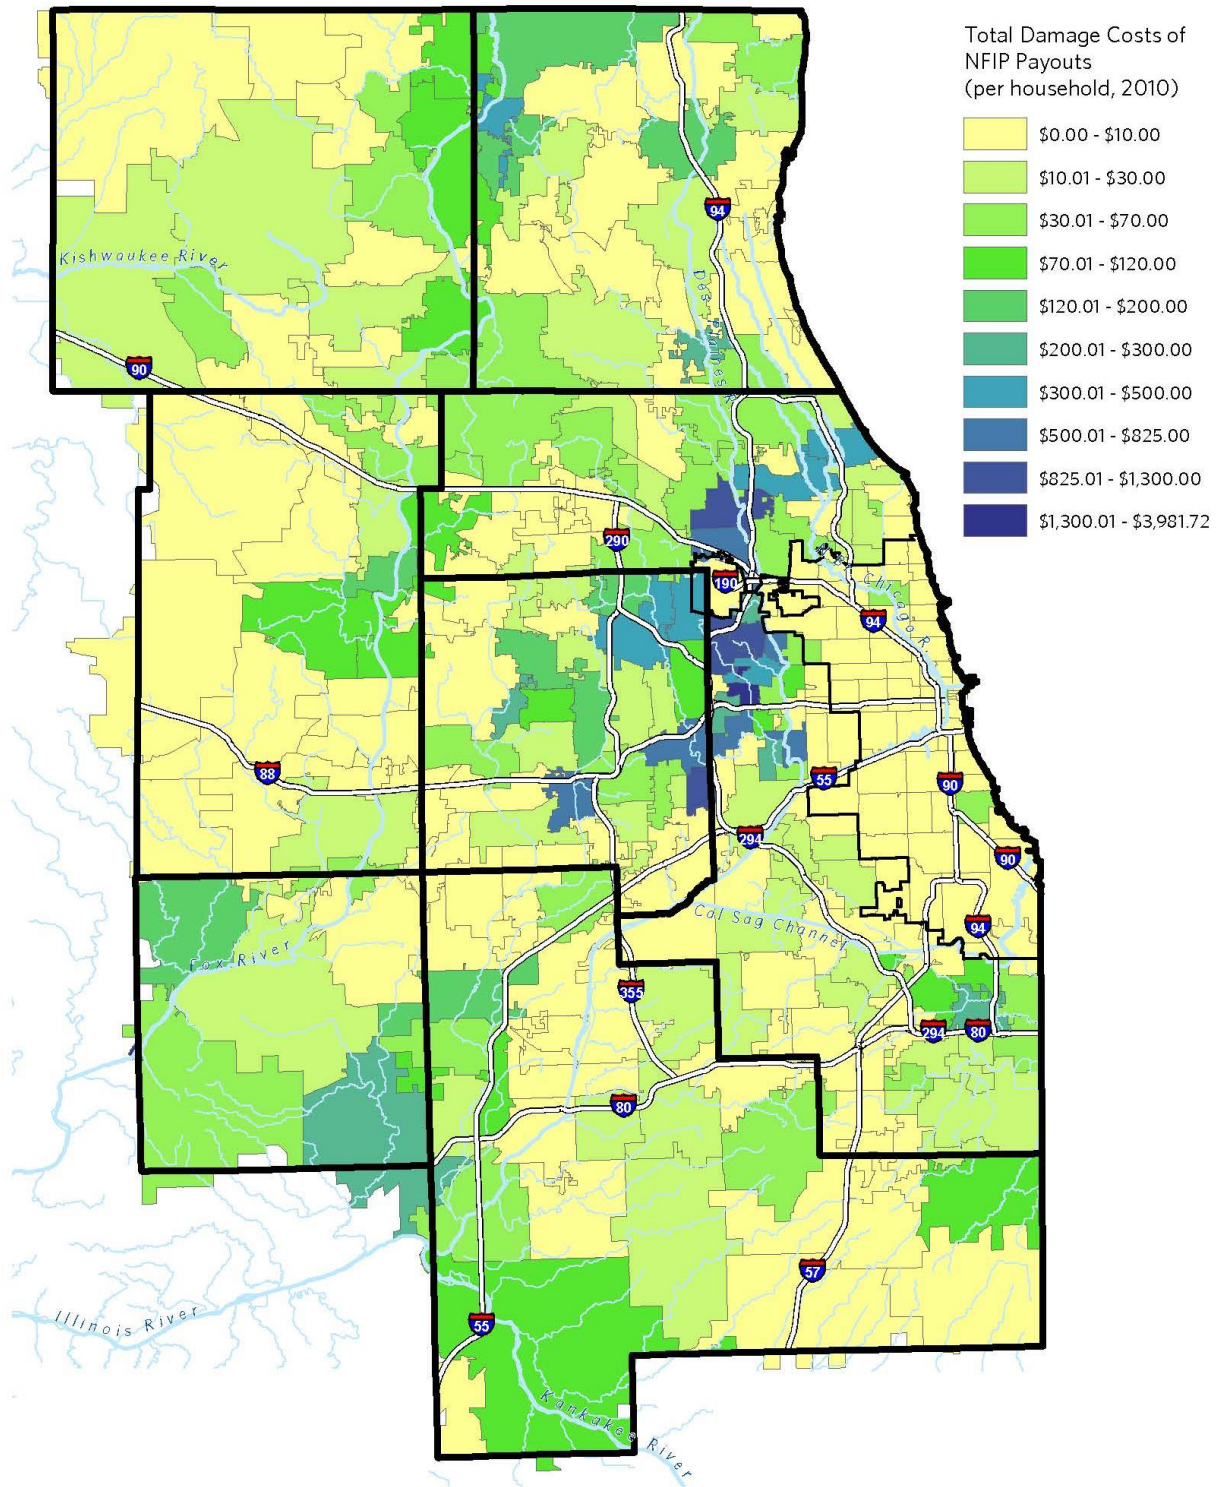 Total Damage Costs of
NFIP Payouts
(per household, 2010)
$0.00 - $10.00
$10.01 - $30.00
$30.01 - $70.00
$70.01 - $120.00
$120.01 - $200.00
$200.01 - $300.00
$300.01 - $500.00
$500.01 - $825.00
$825.01 - $1,300.00
$1,300.01 - $3,981.72
94
Kishwaukee River
Des Plaines R
90
290
190
Chicago R
94
88
55
90
294
90
Cal Sag Channel
94
Fox River
355
294
80
80
57
Illinois River
55
Kankakee River